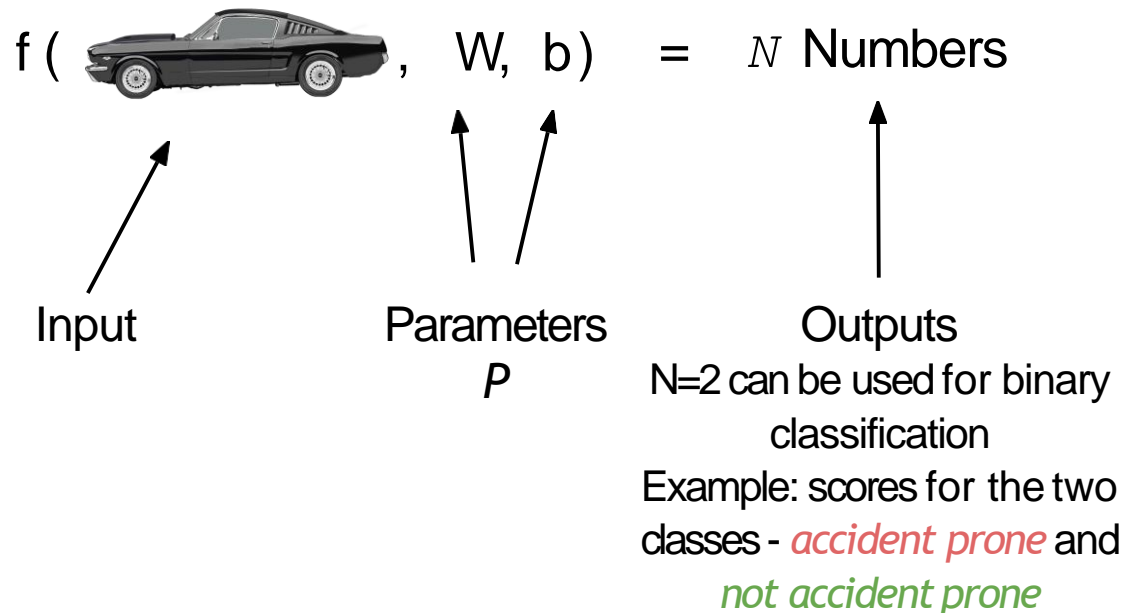 f ( , W, b) = N Numbers
Input
Parameters
P
Outputs
N=2 can be used for binary
classification
Example: scores for the two
classes - accident prone and
not accident prone